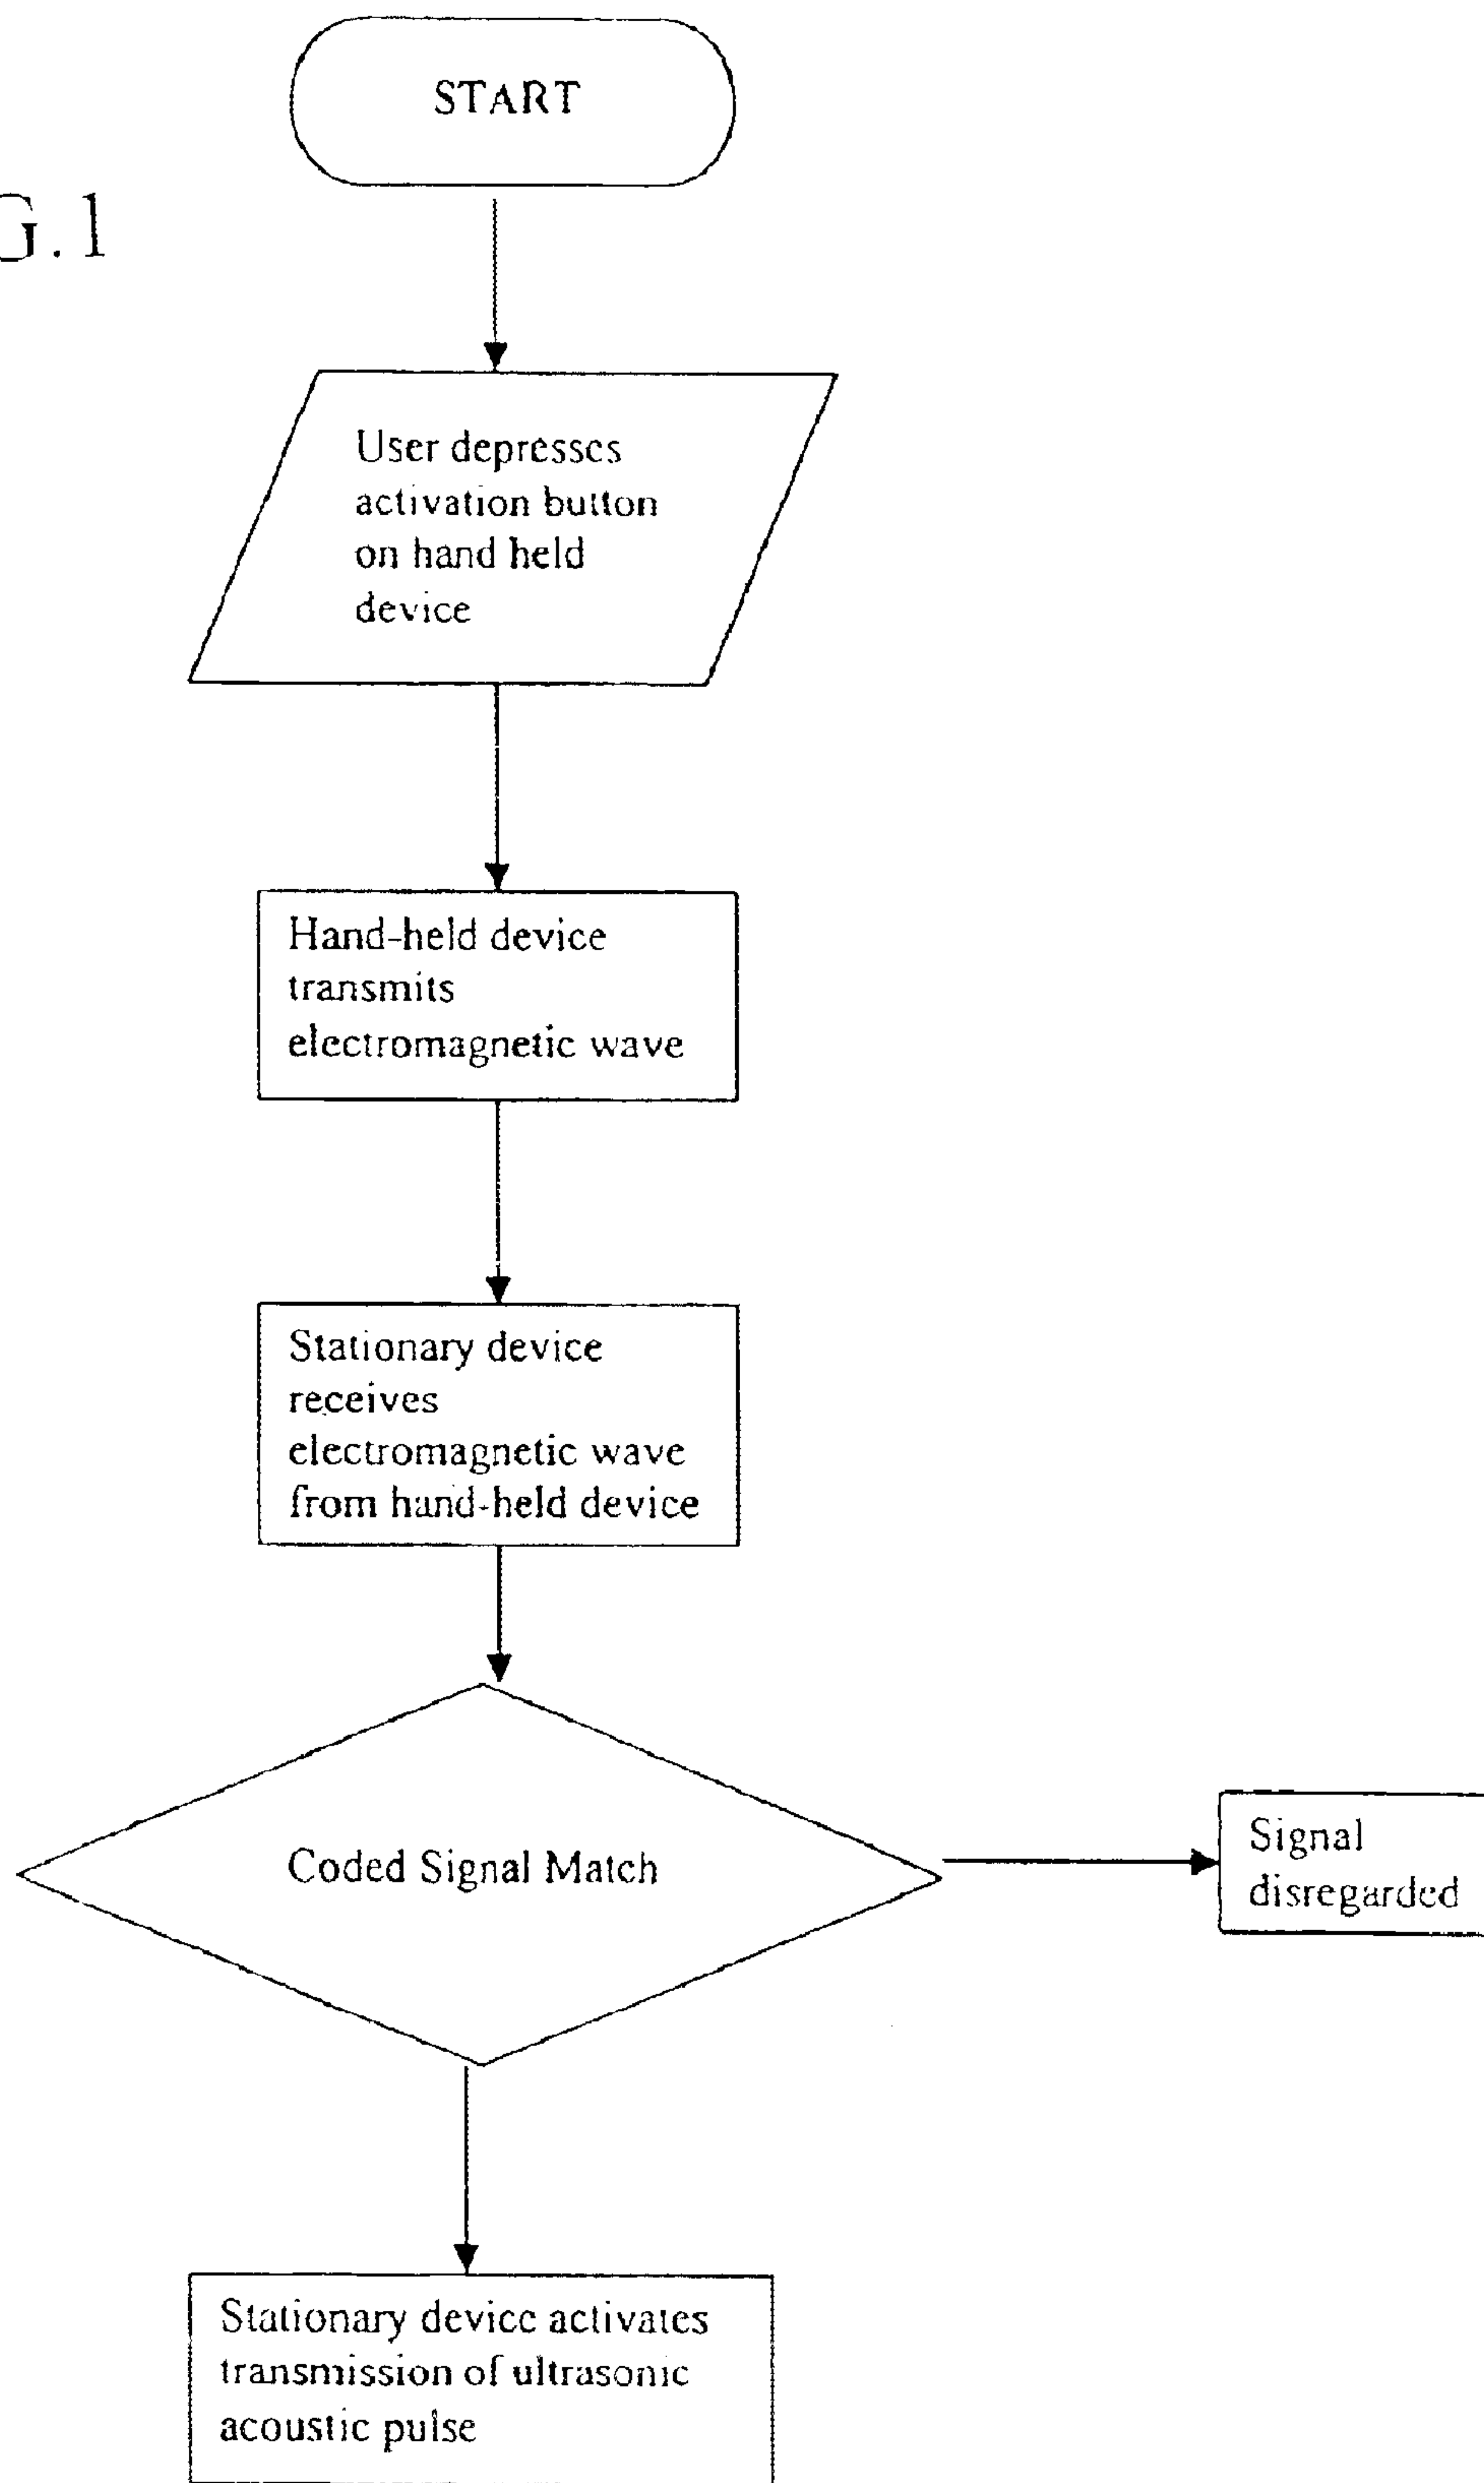 START
G.1
User depresses
activation button
on hand held
device
Hand-held device
transmits
electromagnetic wave
Stationary device
receives
electromagnetic wave
from hand-held device
Coded Signal Match
Signal
disregarded
Stationary device activates
transmission of ultrasonic
acoustic pulse